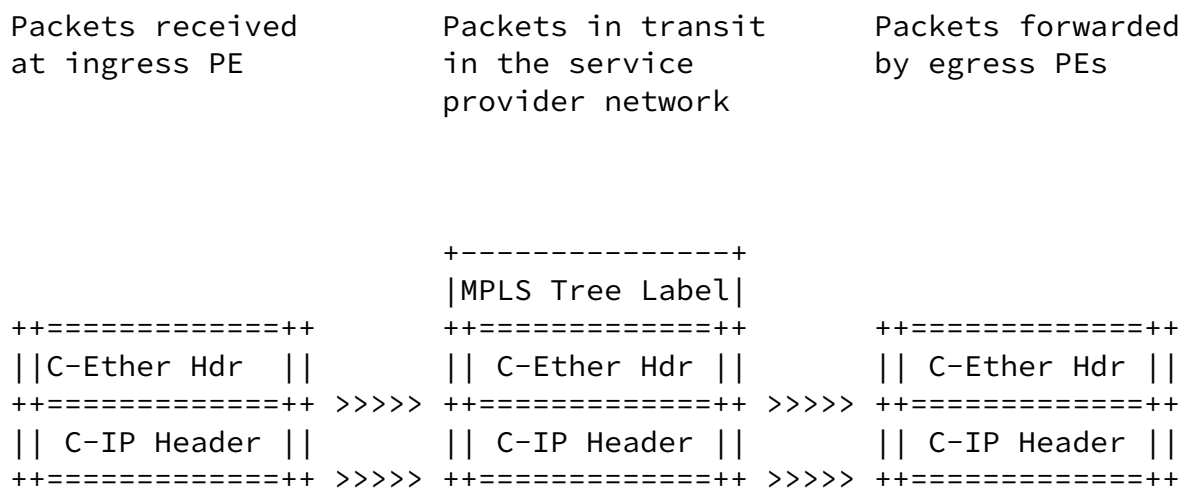 Packets received        Packets in transit      Packets forwarded
at ingress PE           in the service          by egress PEs
                        provider network



                        +---------------+
                        |MPLS Tree Label|
++=============++       ++=============++       ++=============++
||C-Ether Hdr  ||       || C-Ether Hdr ||       || C-Ether Hdr ||
++=============++ >>>>> ++=============++ >>>>> ++=============++
|| C-IP Header ||       || C-IP Header ||       || C-IP Header ||
++=============++ >>>>> ++=============++ >>>>> ++=============++